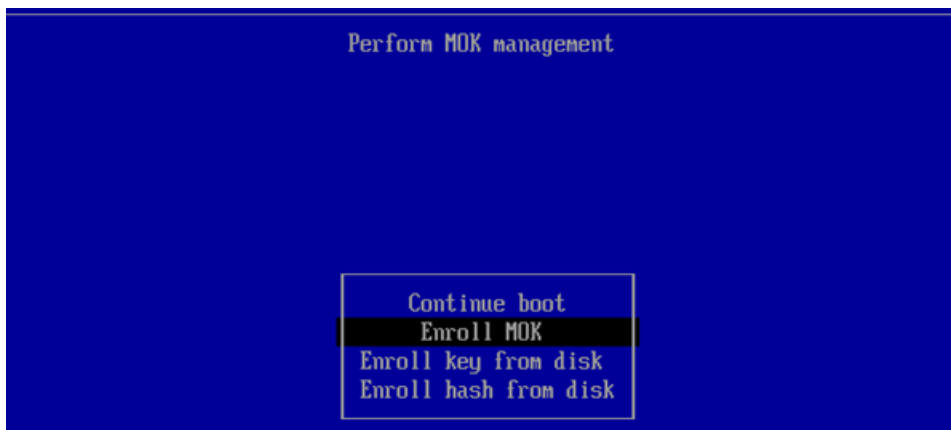 Perform MOK management
Continue boot
Enroll MOK
Enroll key from disk
Enroll hash from disk